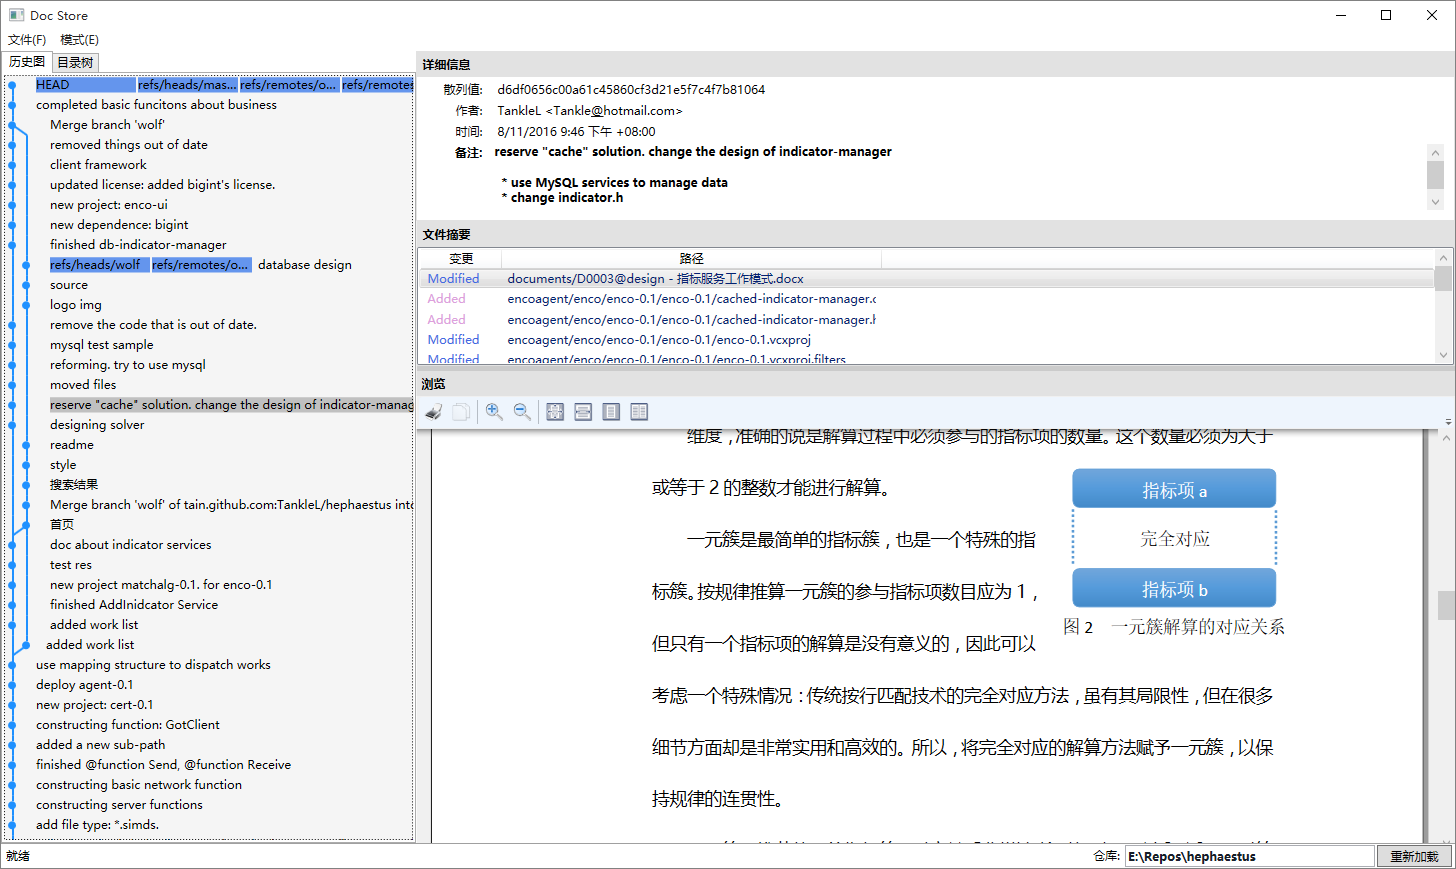 Doc Store
文件(F) 模式(E)
历史图 目录树
HEAD refs/heads/mas... refs/remotes/o... refs/remotes
completed basic funcitons about business
Merge branch 'wolf'
removed things out of date
client framework
updated license: added bigint's license.
new project: enco-ui
new dependence: bigint
finished db-indicator-manager
refs/heads/wolf refs/remotes/o... database design
source
logo img
remove the code that is out of date.
mysql test sample
reforming. try to use mysql
moved files
reserve "cache" solution. change the design of indicator-manag
designing solver
readme
style
搜索结果
Merge branch 'wolf' of tain.github.com:TankleL/hephaestus into
首页
doc about indicator services
test res
new project matchalg-0.1. for enco-0.1
finished AddInidcator Service
added work list
added work list
use mapping structure to dispatch works
deploy agent-0.1
new project: cert-0.1
constructing function: GotClient
added a new sub-path
finished @function Send, @function Receive
constructing basic network function
constructing server functions
add file type: *.simds.
详细信息
散列值: d6df0656c00a61c45860cf3d21e5f7c4f7b81064
作者: TankleL <Tankle@hotmail.com>
时间: 8/11/2016 9:46 下午 +08:00
备注: reserve "cache" solution. change the design of indicator-manager
* use MySQL services to manage data
* change indicator.h
文件摘要
变更 路径
Modified documents/D0003@design - 指标服务工作模式.docx
Added encoagent/enco/enco-0.1/enco-0.1/cached-indicator-manager.c
Added encoagent/enco/enco-0.1/enco-0.1/cached-indicator-manager.h
Modified encoagent/enco/enco-0.1/enco-0.1/enco-0.1.vcxproj
Modified encoagent/enco/enco-0.1/enco-0.1/enco-0.1.vcxproj.filters
浏览
维度，准确的说是解算过程中必须参与的指标项的数量。这个数量必须为大于
或等于 2 的整数才能进行解算。
一元簇是最简单的指标簇，也是一个特殊的指
标簇。按规律推算一元簇的参与指标项数目应为 1，
但只有一个指标项的解算是没有意义的，因此可以
考虑一个特殊情况：传统按行匹配技术的完全对应方法，虽有其局限性，但在很多
细节方面却是非常实用和高效的。所以，将完全对应的解算方法赋予一元簇，以保
持规律的连贯性。
指标项 a
完全对应
指标项 b
图 2 一元簇解算的对应关系
就绪
仓库: E:\Repos\hephaestus 重新加载